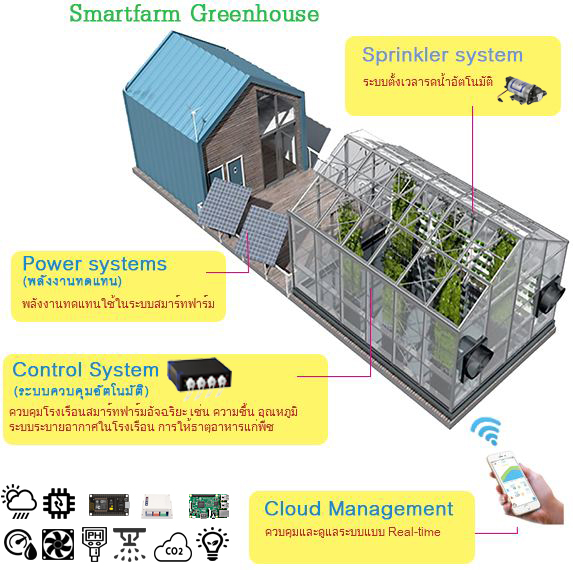 Smartfarm Greenhouse
Sprinkler system
ระบบตั้งเวลารดน้ำอัตโนมัติ
Power systems
(พลังงานทดแทน)
พลังงานทดแทนใช้ในระบบสมาร์ทฟาร์ม
Control System
(ระบบควบคุมอัตโนมัติ)
ควบคุมโรงเรือนสมาร์ทฟาร์มอัจฉริยะ เช่น ความชื้น อุณหภูมิ
ระบบระบายอากาศในโรงเรือน การให้ธาตุอาหารแก่พืช
Cloud Management
ควบคุมและดูแลระบบแบบ Real-time
PH
CO2